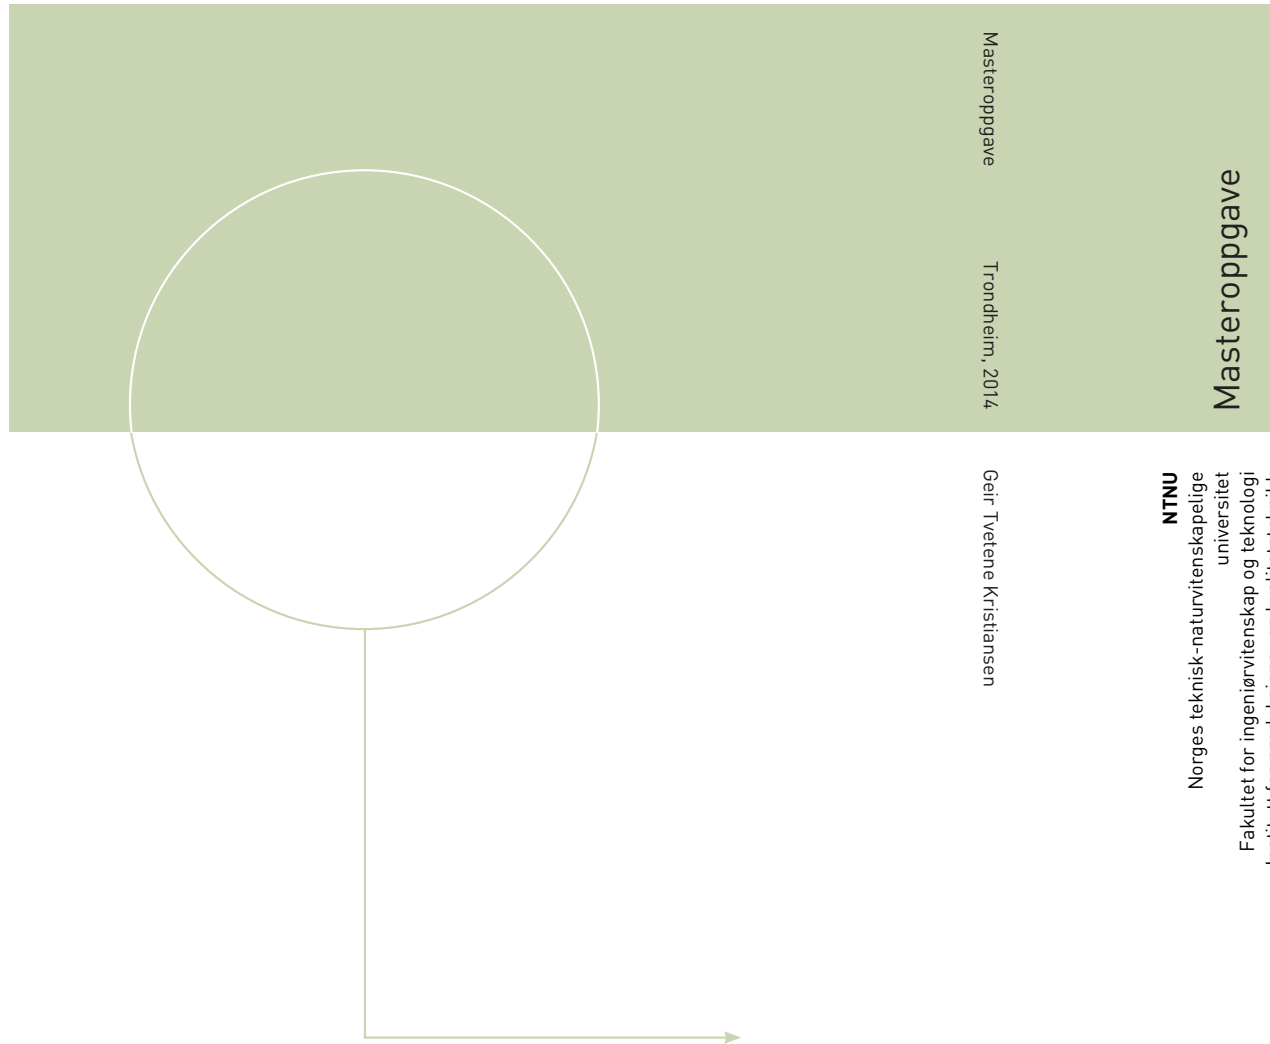 Masteroppgave
Trondheim, 2014
Geir Tvetene Kristiansen
Masteroppgave
NTNU
Norges teknisk-naturvitenskapelige
universitet
Fakultet for ingeniørvitenskap og teknologi